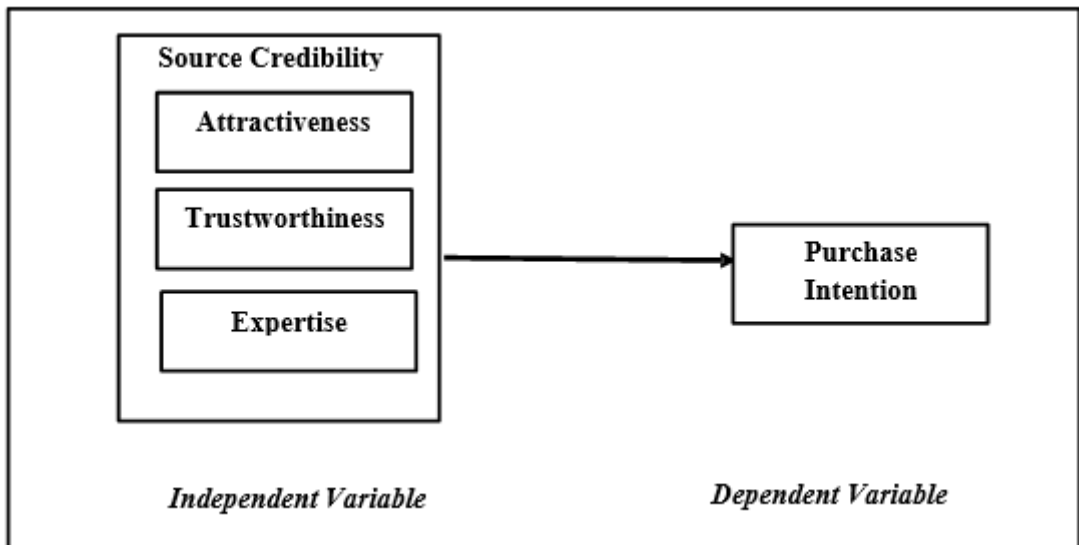 Source Credibility
Attractiveness
Trustworthiness
Expertise
Purchase
Intention
Independent Variable
Dependent Variable